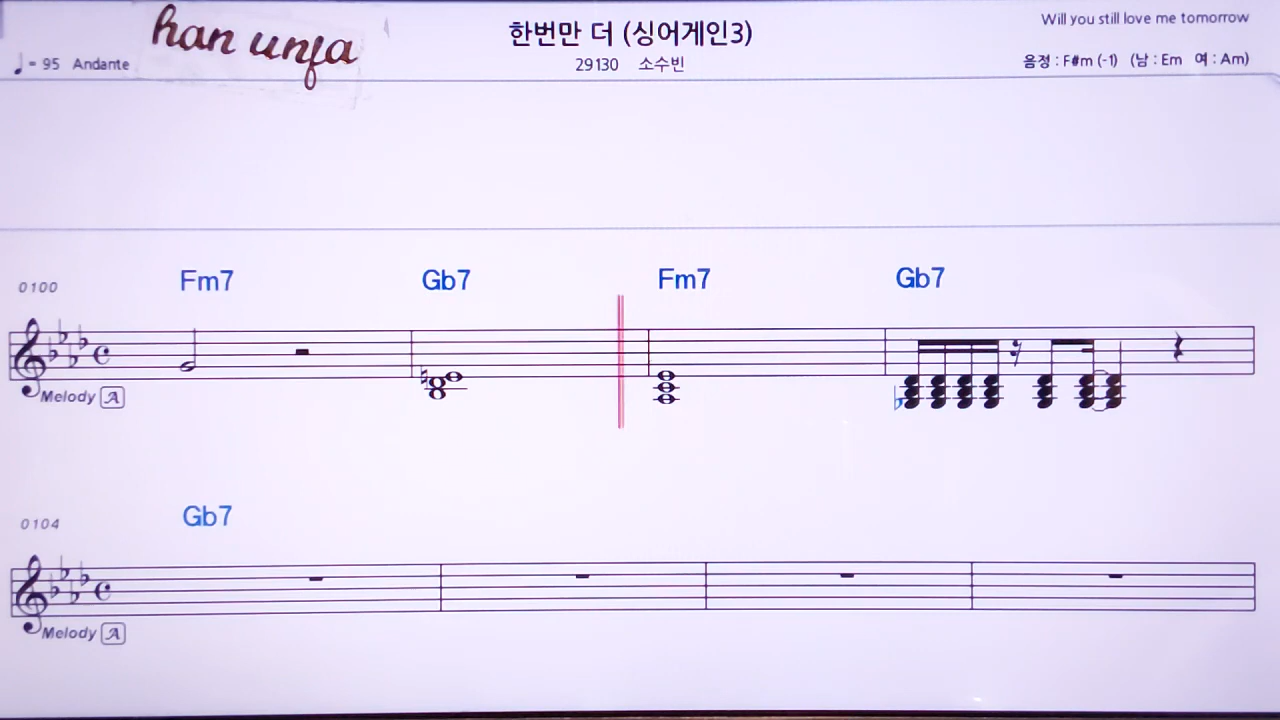 han unfa
한번만 더 (싱어게인3)
Will you still love me tomorrow
♩= 95 Andante
29130 소수빈
음정 : F#m (-1) (남 : Em 여 : Am)
0100
Fm7 Gb7 Fm7 Gb7
Melody A
0104
Gb7
Melody A